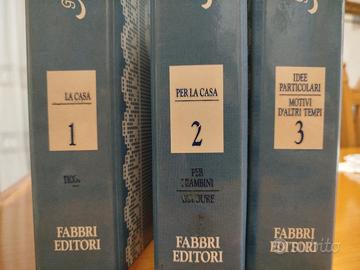 LA CASA
1
FABBRI
EDITORI
PER LA CASA
2
PER
I BAMBINI
FABBRI
EDITORI
IDEE
PARTICOLARI
MOTIVI
D'ALTRI TEMPI
3
FABBRI
EDITORI
subito